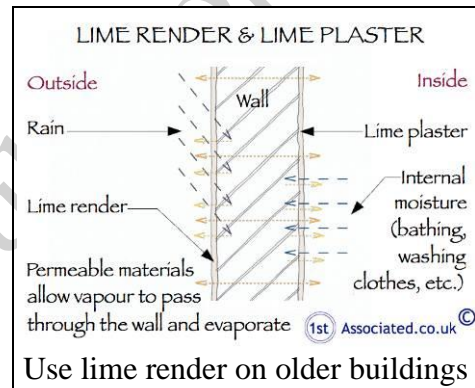 LIME RENDER & LIME PLASTER
Outside
Inside
Wall
Rain
Lime plaster
Internal
moisture
(bathing,
washing
clothes, etc.)
Lime render
Permeable materials
allow vapour to pass
through the wall and evaporate
1st Associated.co.uk ©
Use lime render on older buildings